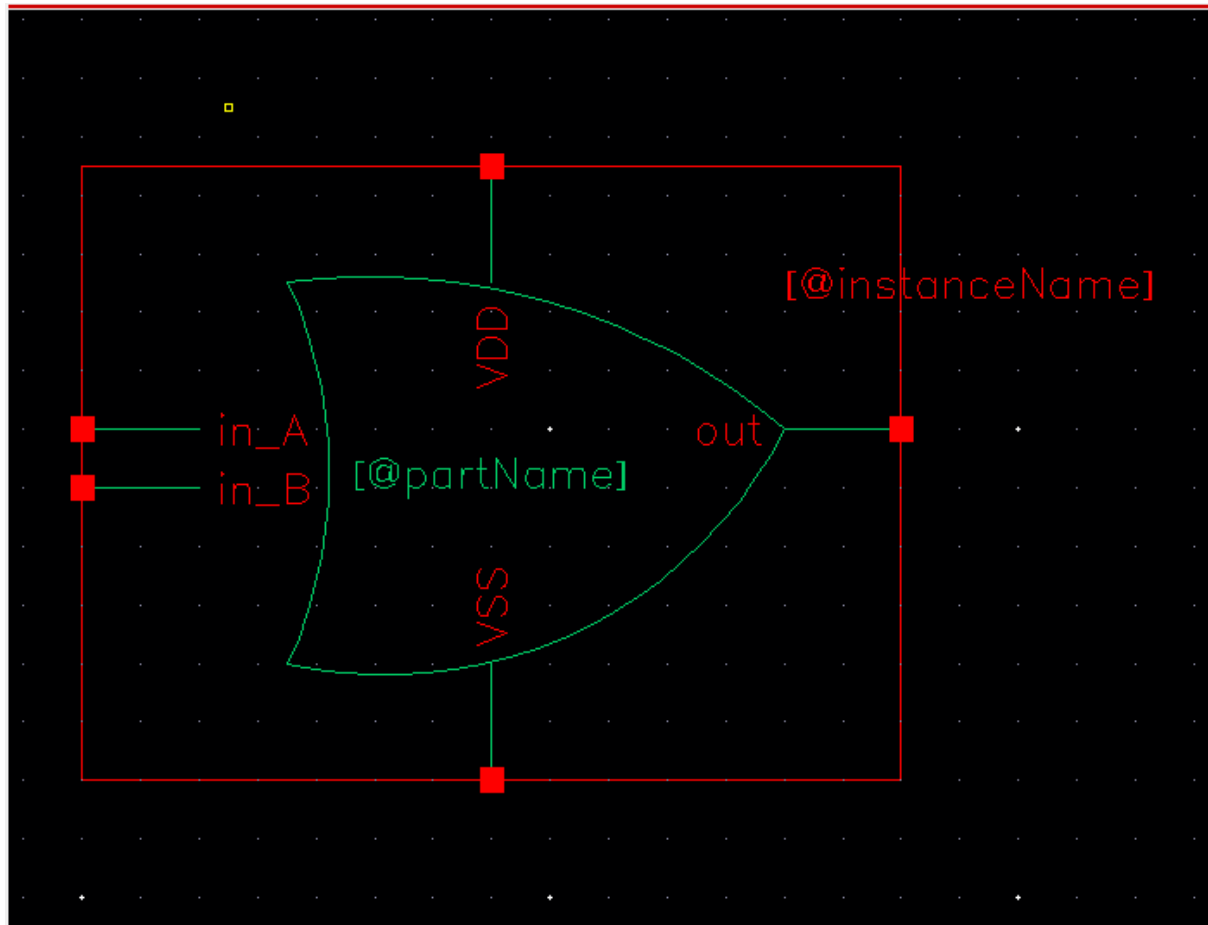 [@instanceName]
VDD
in_A
out
[@partName]
in_B
VSS